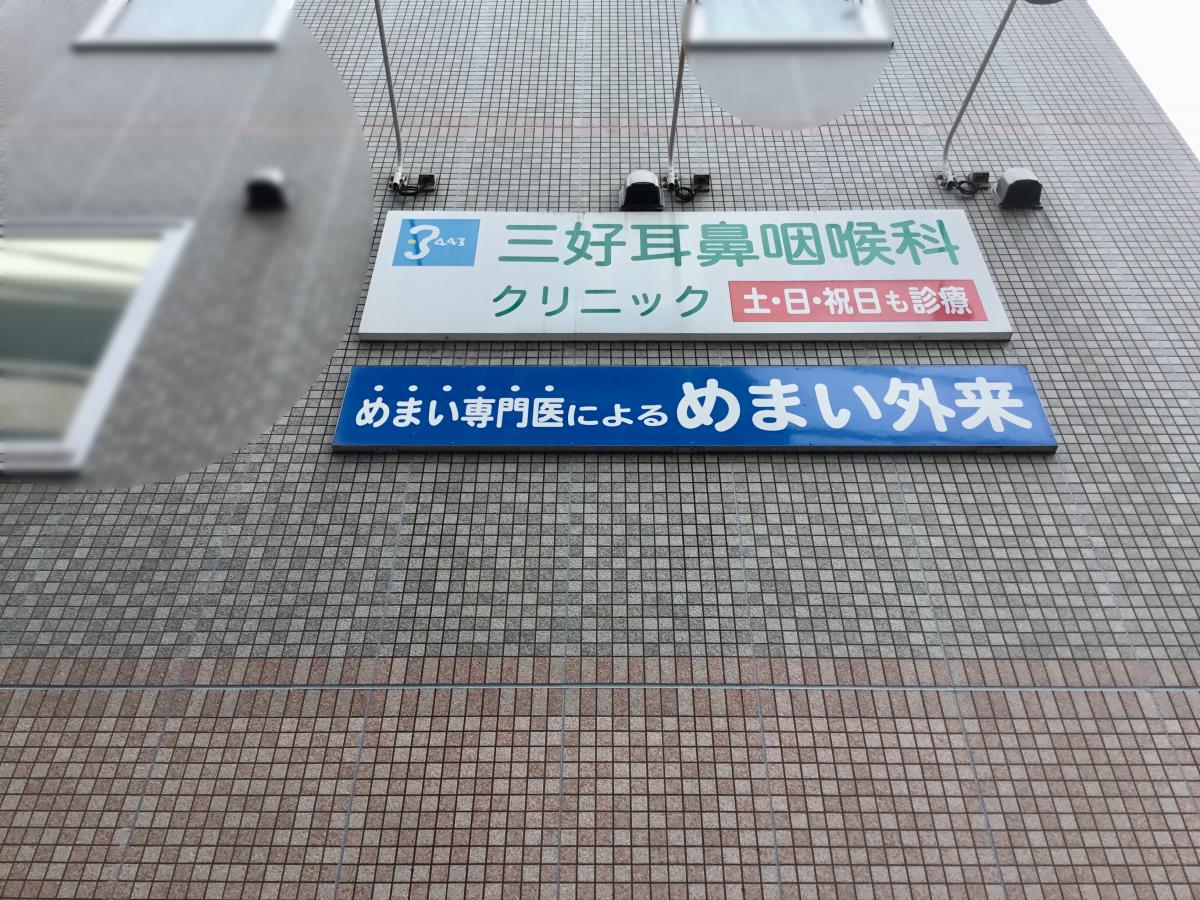 3443
三好耳鼻咽喉科
クリニック
土・日・祝日も診療
めまい専門医によるめまい外来